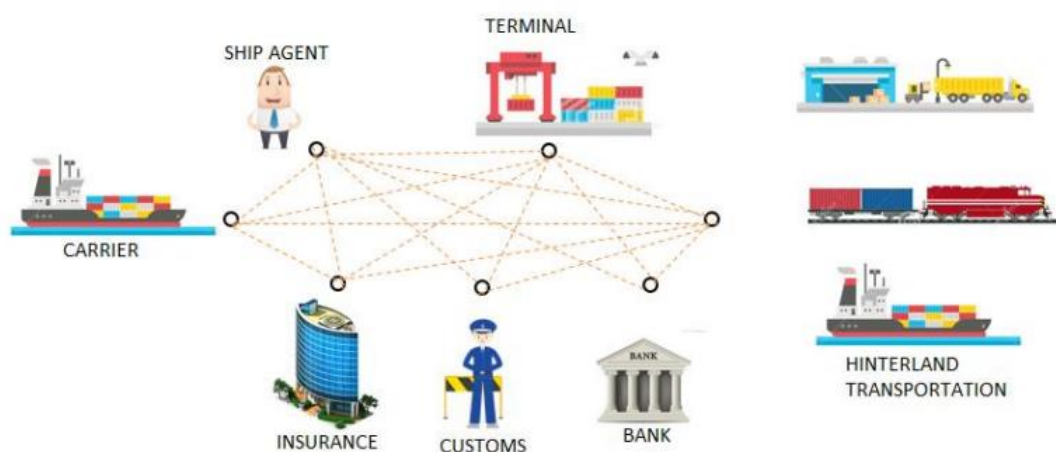 TERMINAL
SHIP AGENT
CARRIER
BANK
HINTERLAND
TRANSPORTATION
INSURANCE
CUSTOMS
BANK